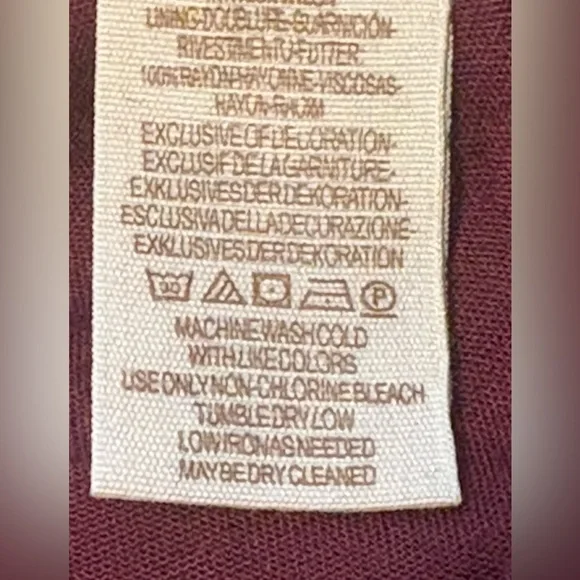 LINING-DOUBLURE-GUARNICIÓN-
RIVESTIMENTO-FUTTER
100%RAYON-RAYONNE-VISCOSAS-
RAYON-
EXCLUSIVE OF DECORATION-
EXCLUSIF DE LA GARNITURE-
EXKLUSIVES DER DEKORATION-
ESCLUSIVA DELLA DECORAZIONE-
EXKLUSIVES DER DEKORATION
30 P
MACHINE WASH COLD
WITH LIKE COLORS
USE ONLY NON-CHLORINE BLEACH
TUMBLE DRY LOW
LOW IRON AS NEEDED
MAY BE DRY CLEANED